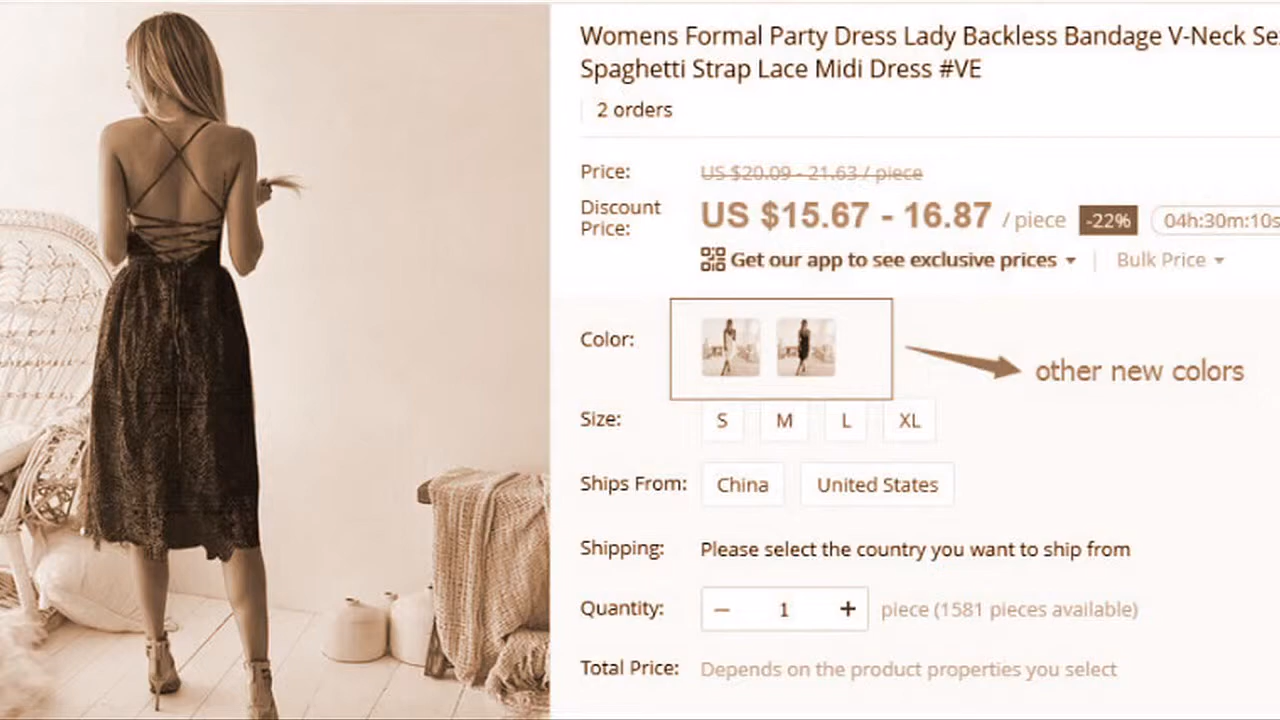 Womens Formal Party Dress Lady Backless Bandage V-Neck
Spaghetti Strap Lace Midi Dress #VE
2 orders
Price: US $20.09 - 21.63 / piece
Discount Price: US $15.67 - 16.87 / piece -22% 04h:30m:10s
Get our app to see exclusive prices Bulk Price
Color:
other new colors
Size: S M L XL
Ships From: China United States
Shipping: Please select the country you want to ship from
Quantity: − 1 + piece (1581 pieces available)
Total Price: Depends on the product properties you select